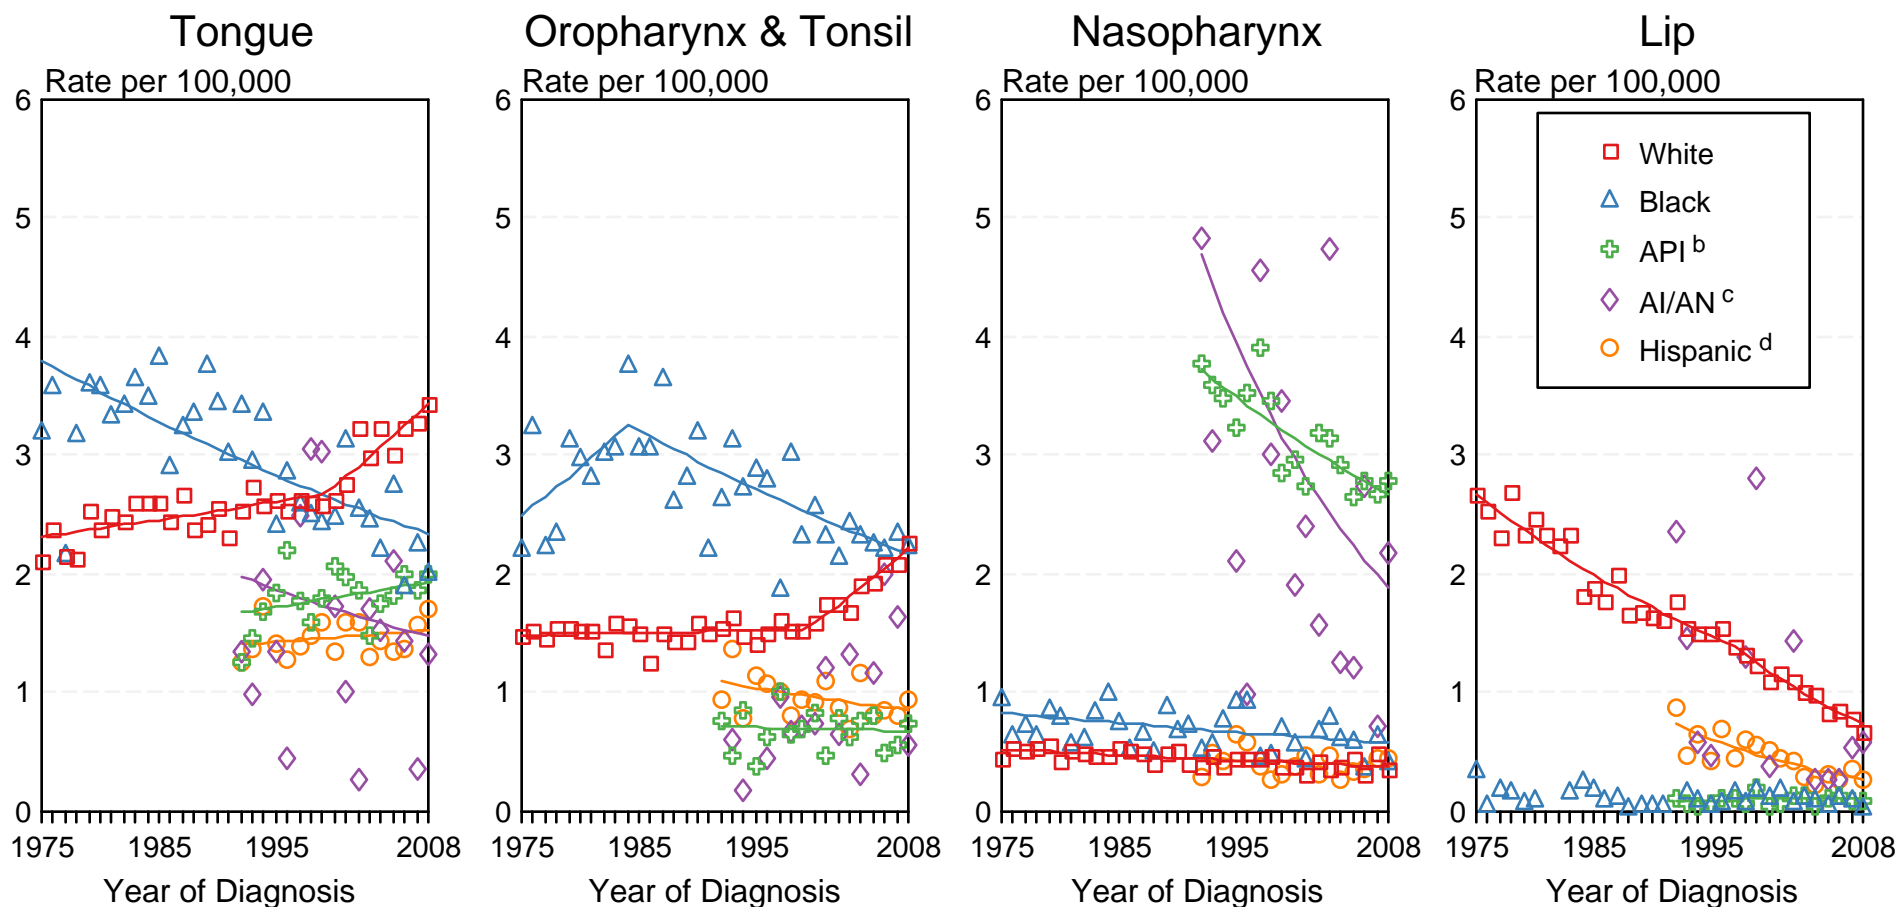 Tongue
Rate per 100,000
6
5
4
3
2
1
0
1975 1985 1995 2008
Year of Diagnosis
Oropharynx & Tonsil
Rate per 100,000
6
5
4
3
2
1
0
1975 1985 1995 2008
Year of Diagnosis
Nasopharynx
Rate per 100,000
6
5
4
3
2
1
0
1975 1985 1995 2008
Year of Diagnosis
Lip
Rate per 100,000
6
5
4
3
2
1
0
White
Black
API b
AI/AN c
Hispanic d
1975 1985 1995 2008
Year of Diagnosis